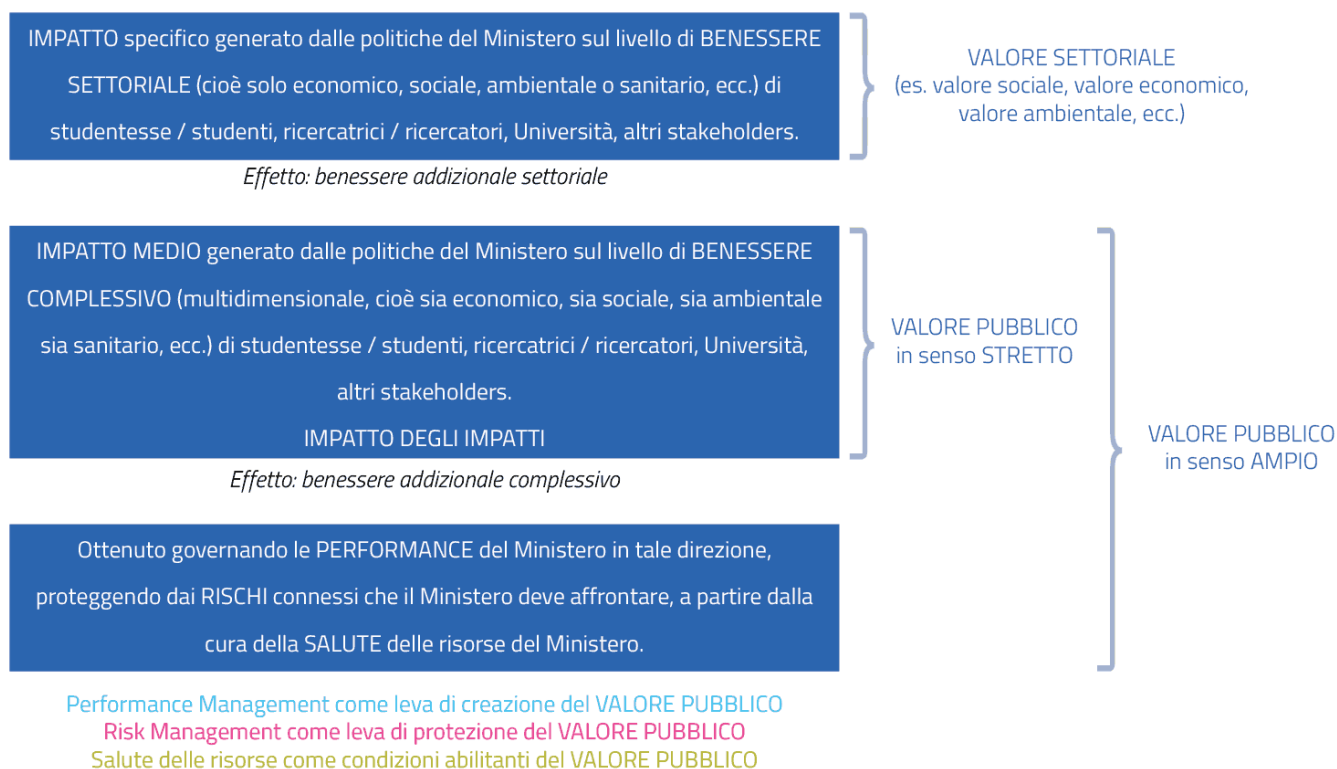 IMPATTO specifico generato dalle politiche del Ministero sul livello di BENESSERE
SETTORIALE (cioè solo economico, sociale, ambientale o sanitario, ecc.) di
studentesse / studenti, ricercatrici / ricercatori, Università, altri stakeholders.
Effetto: benessere addizionale settoriale
VALORE SETTORIALE
(es. valore sociale, valore economico,
valore ambientale, ecc.)
IMPATTO MEDIO generato dalle politiche del Ministero sul livello di BENESSERE
COMPLESSIVO (multidimensionale, cioè sia economico, sia sociale, sia ambientale
sia sanitario, ecc.) di studentesse / studenti, ricercatrici / ricercatori, Università,
altri stakeholders.
IMPATTO DEGLI IMPATTI
Effetto: benessere addizionale complessivo
VALORE PUBBLICO
in senso STRETTO
Ottenuto governando le PERFORMANCE del Ministero in tale direzione,
proteggendo dai RISCHI connessi che il Ministero deve affrontare, a partire dalla
cura della SALUTE delle risorse del Ministero.
VALORE PUBBLICO
in senso AMPIO
Performance Management come leva di creazione del VALORE PUBBLICO
Risk Management come leva di protezione del VALORE PUBBLICO
Salute delle risorse come condizioni abilitanti del VALORE PUBBLICO